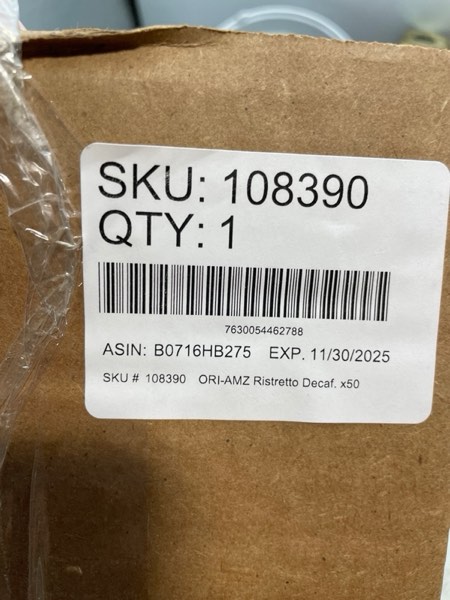 SKU: 108390
QTY: 1
7630054462788
ASIN: B0716HB275 EXP. 11/30/2025
SKU # 108390 ORI-AMZ Ristretto Decaf. x50